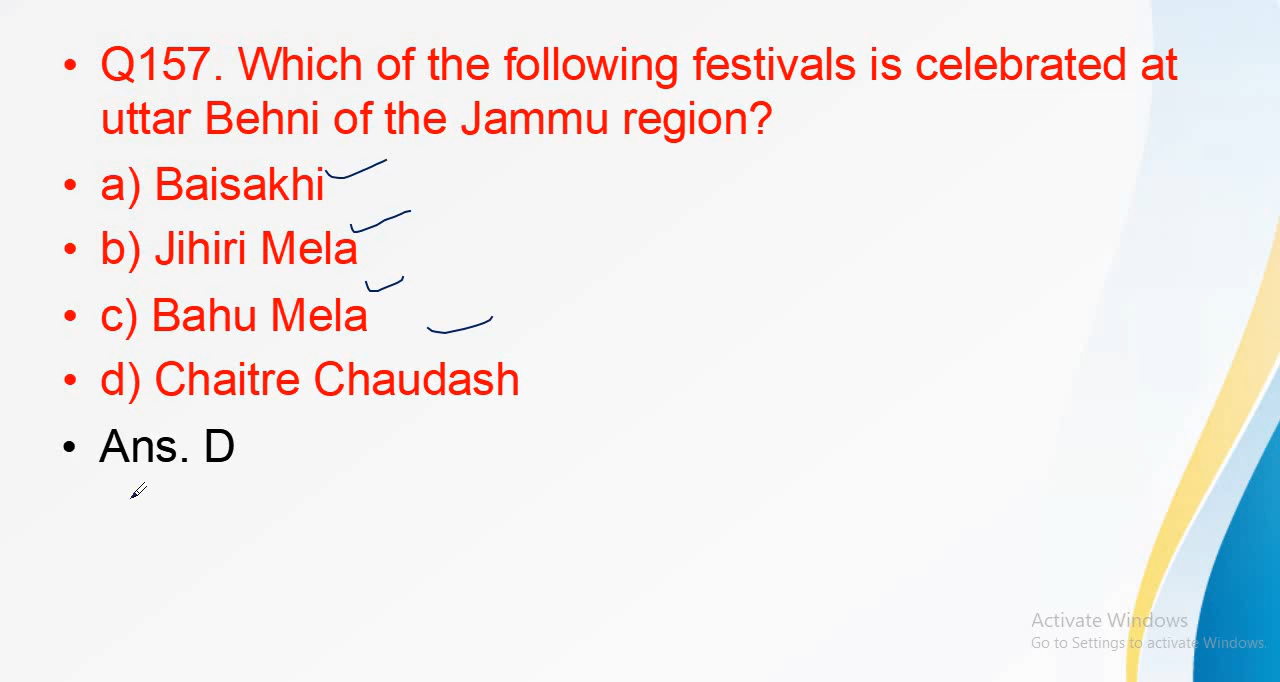 • Q157. Which of the following festivals is celebrated at
uttar Behni of the Jammu region?
• a) Baisakhi
• b) Jihiri Mela
• c) Bahu Mela
• d) Chaitre Chaudash
• Ans. D
Activate Windows
Go to Settings to activate Windows.